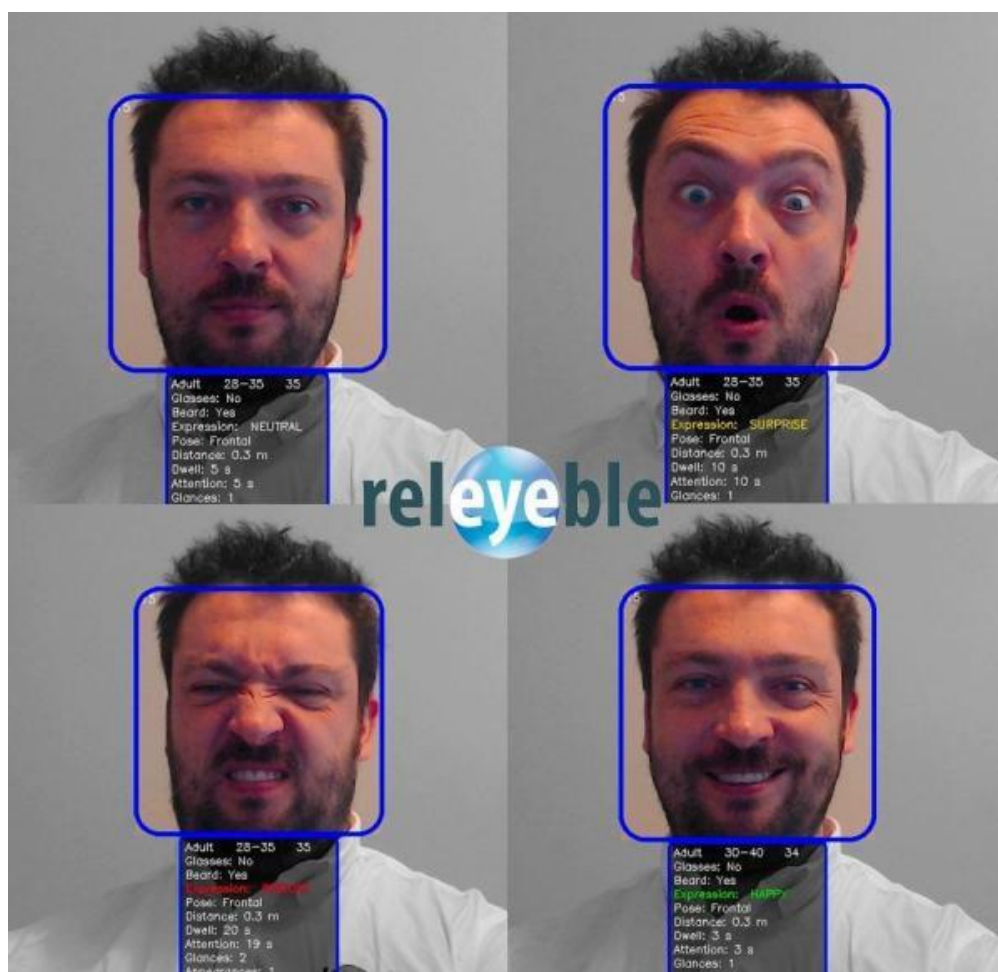 Adult 28-35 35
Glasses: No
Beard: Yes
Expression: NEUTRAL
Pose: Frontal
Distance: 0.3 m
Dwell: 5 s
Attention: 5 s
Glances: 1
Adult 28-35 35
Glasses: No
Beard: Yes
Expression: SURPRISE
Pose: Frontal
Distance: 0.3 m
Dwell: 10 s
Attention: 10 s
Glances: 1
releyeble
Adult 28-35 35
Glasses: No
Beard: Yes
Expression:
Pose: Frontal
Distance: 0.3 m
Dwell: 20 s
Attention: 19 s
Glances: 2
Adult 30-40 34
Glasses: No
Beard: Yes
Expression: HAPPY
Pose: Frontal
Distance: 0.3 m
Dwell: 3 s
Attention: 3 s
Glances: 1